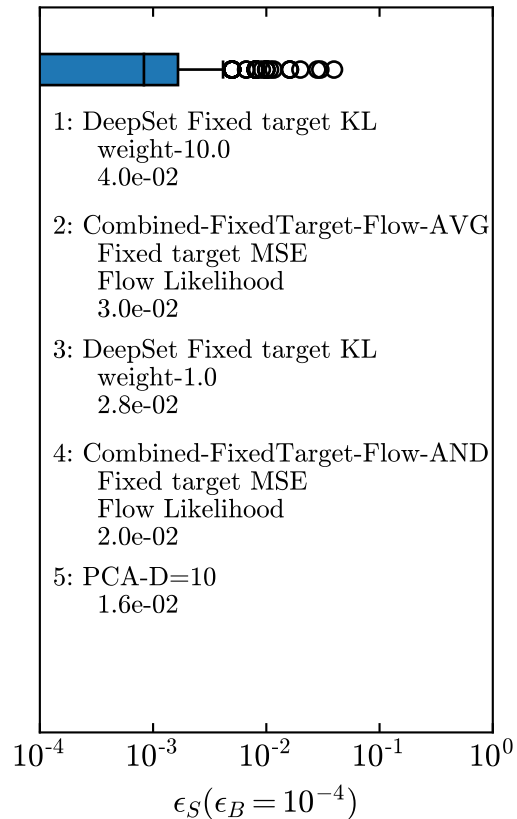 1: DeepSet Fixed target KL
weight-10.0
4.0e-02
2: Combined-FixedTarget-Flow-AVG
Fixed target MSE
Flow Likelihood
3.0e-02
3: DeepSet Fixed target KL
weight-1.0
2.8e-02
4: Combined-FixedTarget-Flow-AND
Fixed target MSE
Flow Likelihood
2.0e-02
5: PCA-D=10
1.6e-02
10⁻⁴ 10⁻³ 10⁻² 10⁻¹ 10⁰
ϵ_S(ϵ_B = 10⁻⁴)